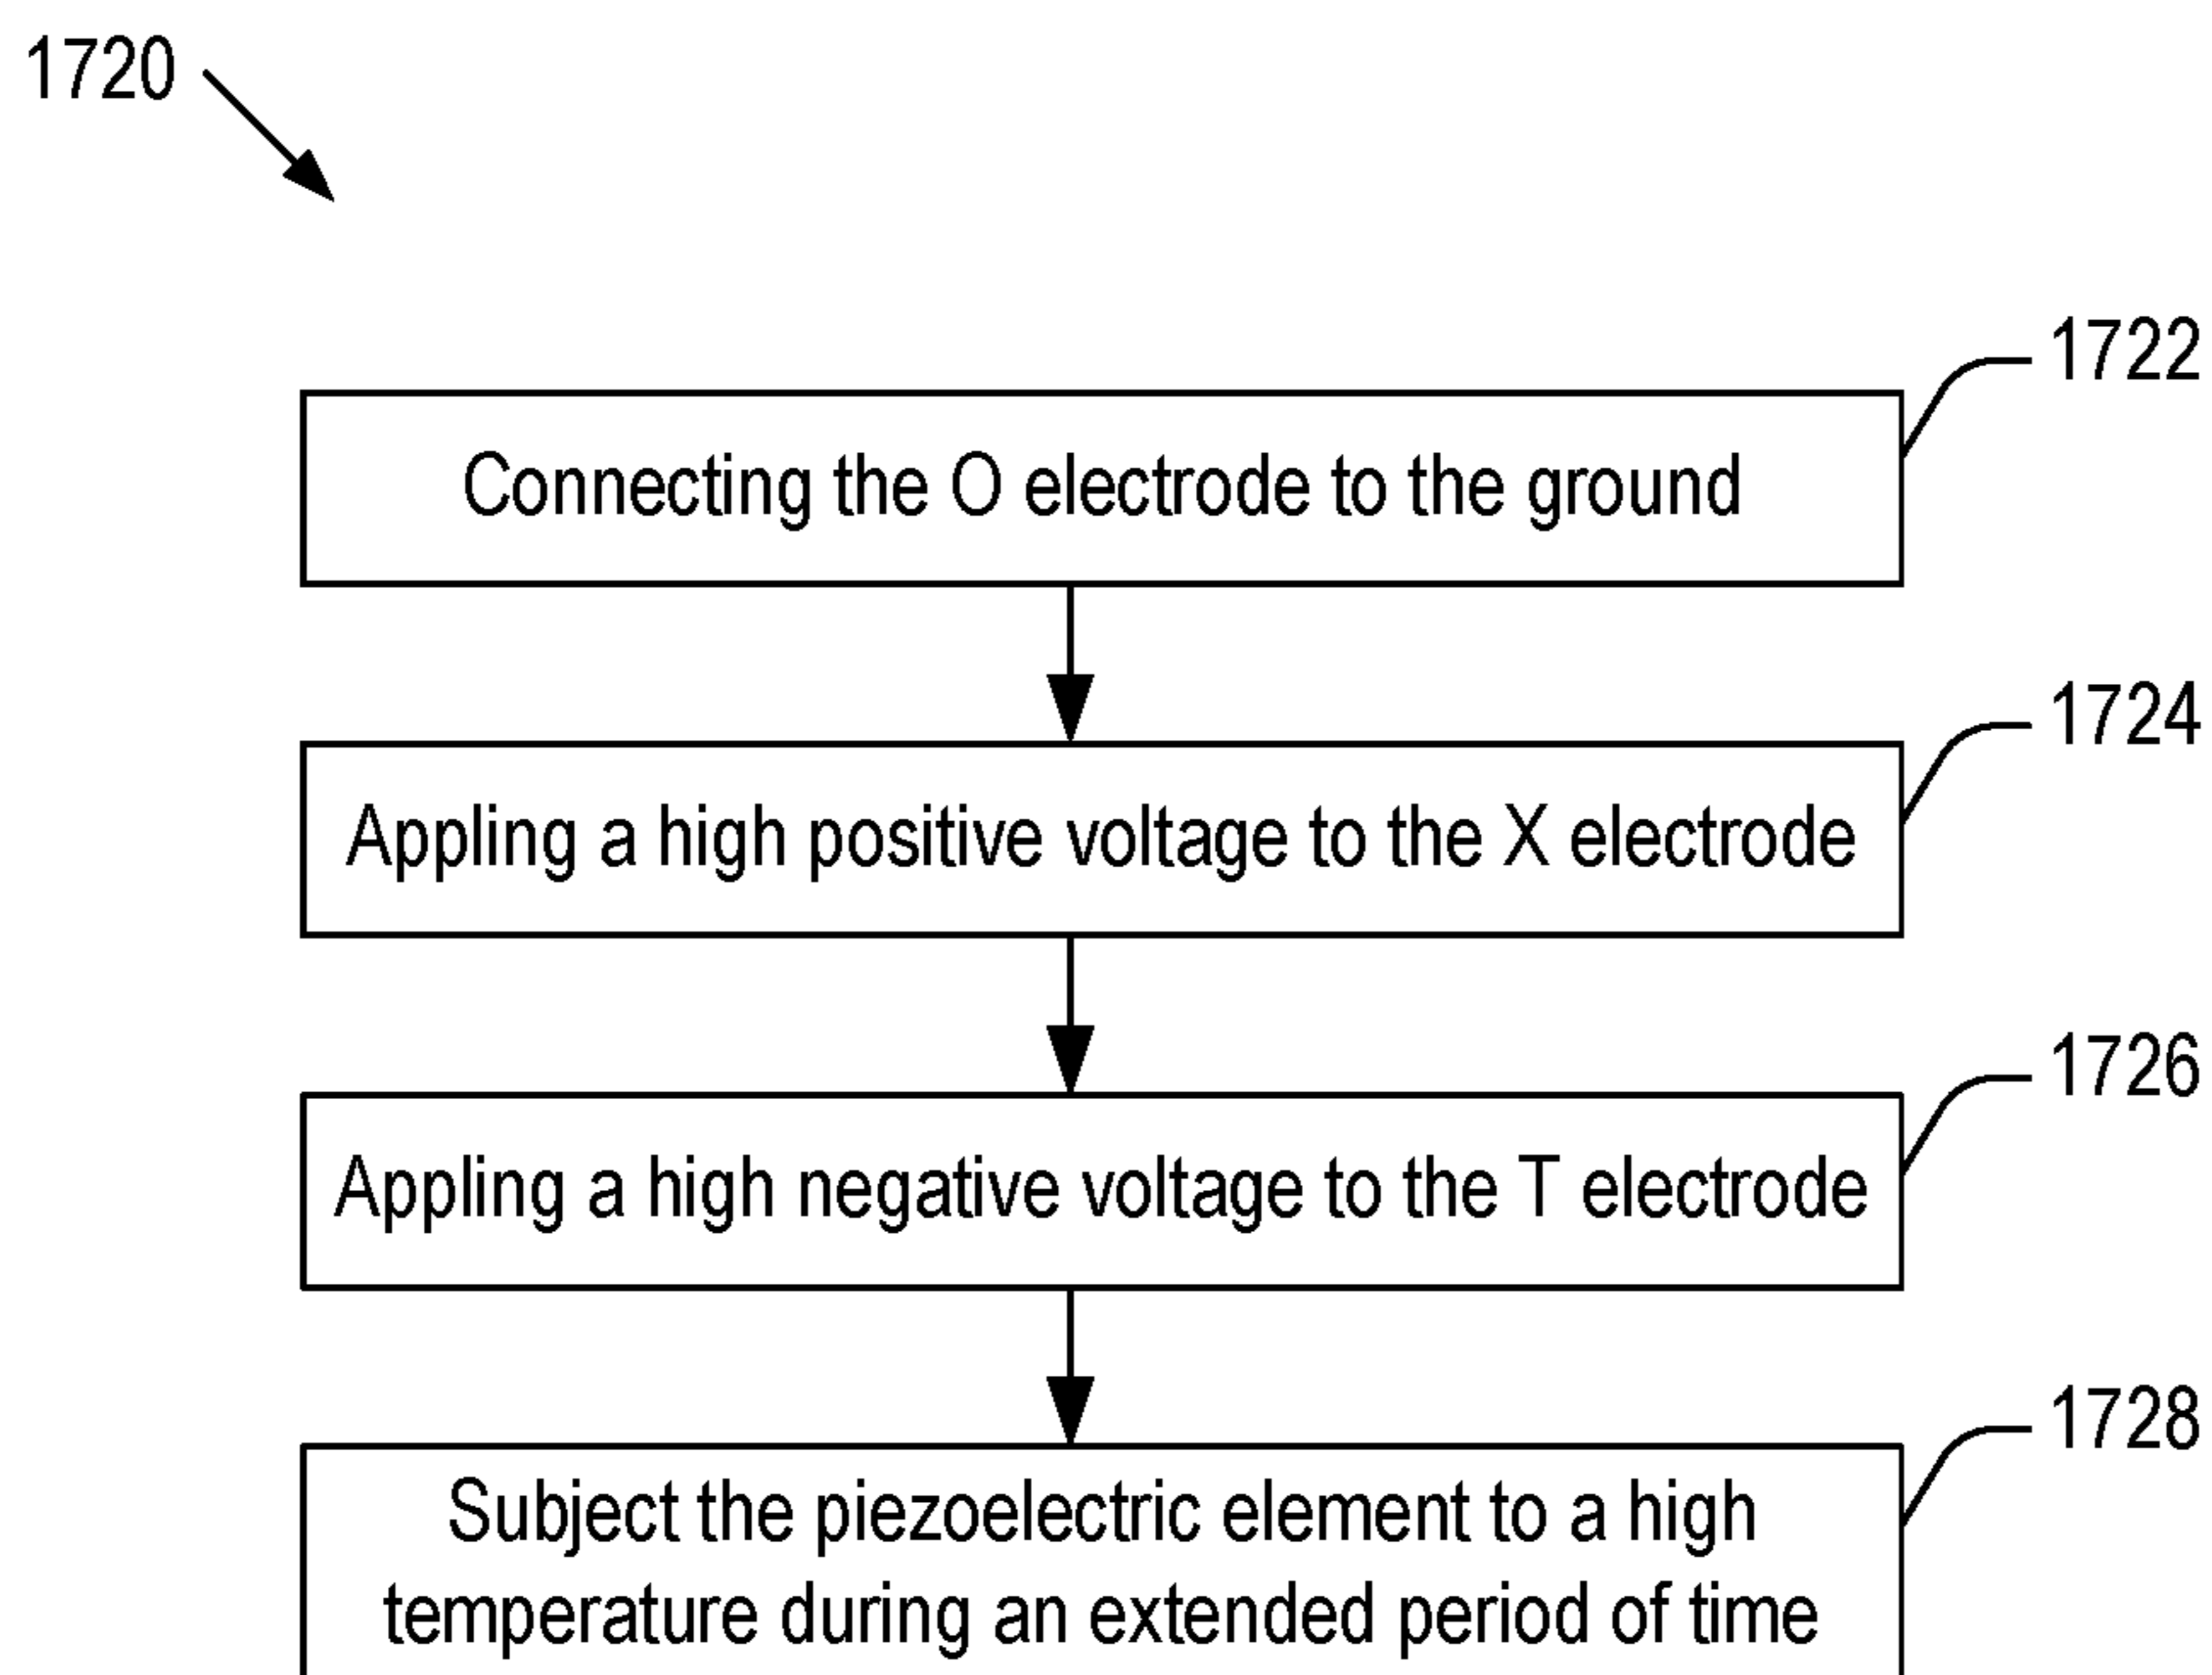 1720
1722
Connecting the O electrode to the ground
1724
Appling a high positive voltage to the X electrode
1726
Appling a high negative voltage to the T electrode
1728
Subject the piezoelectric element to a high
temperature during an extended period of time